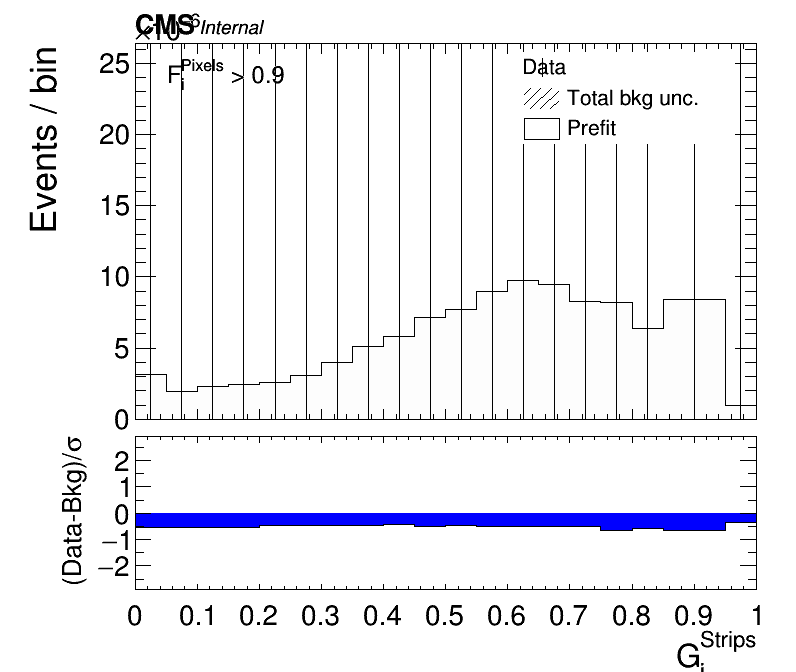 CMS Internal
×10⁻⁶
F_i^Pixels > 0.9
Data
Total bkg unc.
Prefit
Events / bin
25
20
15
10
5
0
(Data-Bkg)/σ
2
1
0
−1
−2
0 0.1 0.2 0.3 0.4 0.5 0.6 0.7 0.8 0.9 1
G_i^Strips